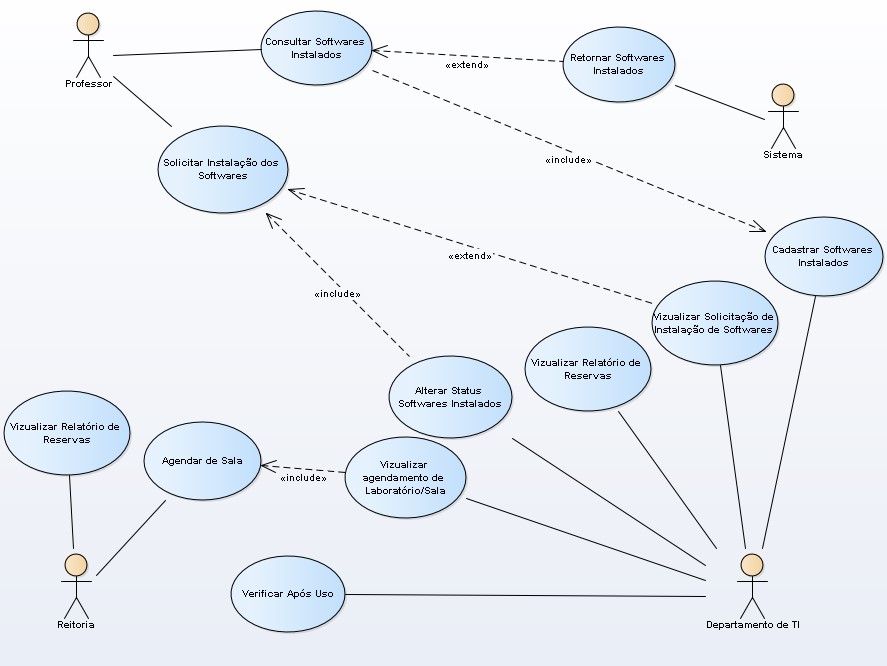 Consultar Softwares
Instalados
Retornar Softwares
Instalados
«extend»
Professor
Sistema
«include»
Solicitar Instalação dos
Softwares
Cadastrar Softwares
Instalados
«extend»
«include»
Vizualizar Solicitação de
Instalação de Softwares
Vizualizar Relatório de
Reservas
Alterar Status
Softwares Instalados
Vizualizar Relatório de
Reservas
Agendar de Sala
«include»
Vizualizar
agendamento de
Laboratório/Sala
Verificar Após Uso
Reitoria
Departamento de TI